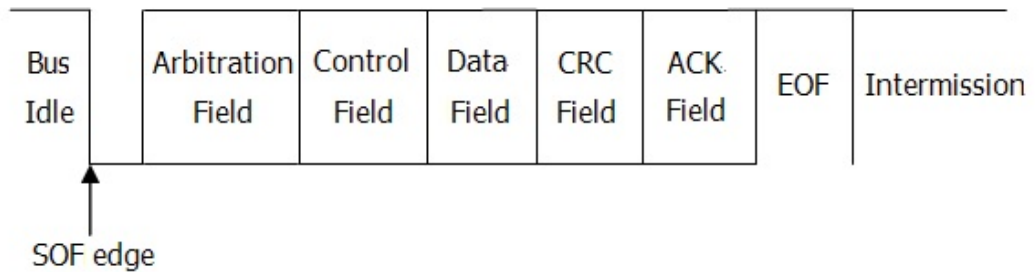 Bus Idle
Arbitration Field
Control Field
Data Field
CRC Field
ACK Field
EOF
Intermission
SOF edge